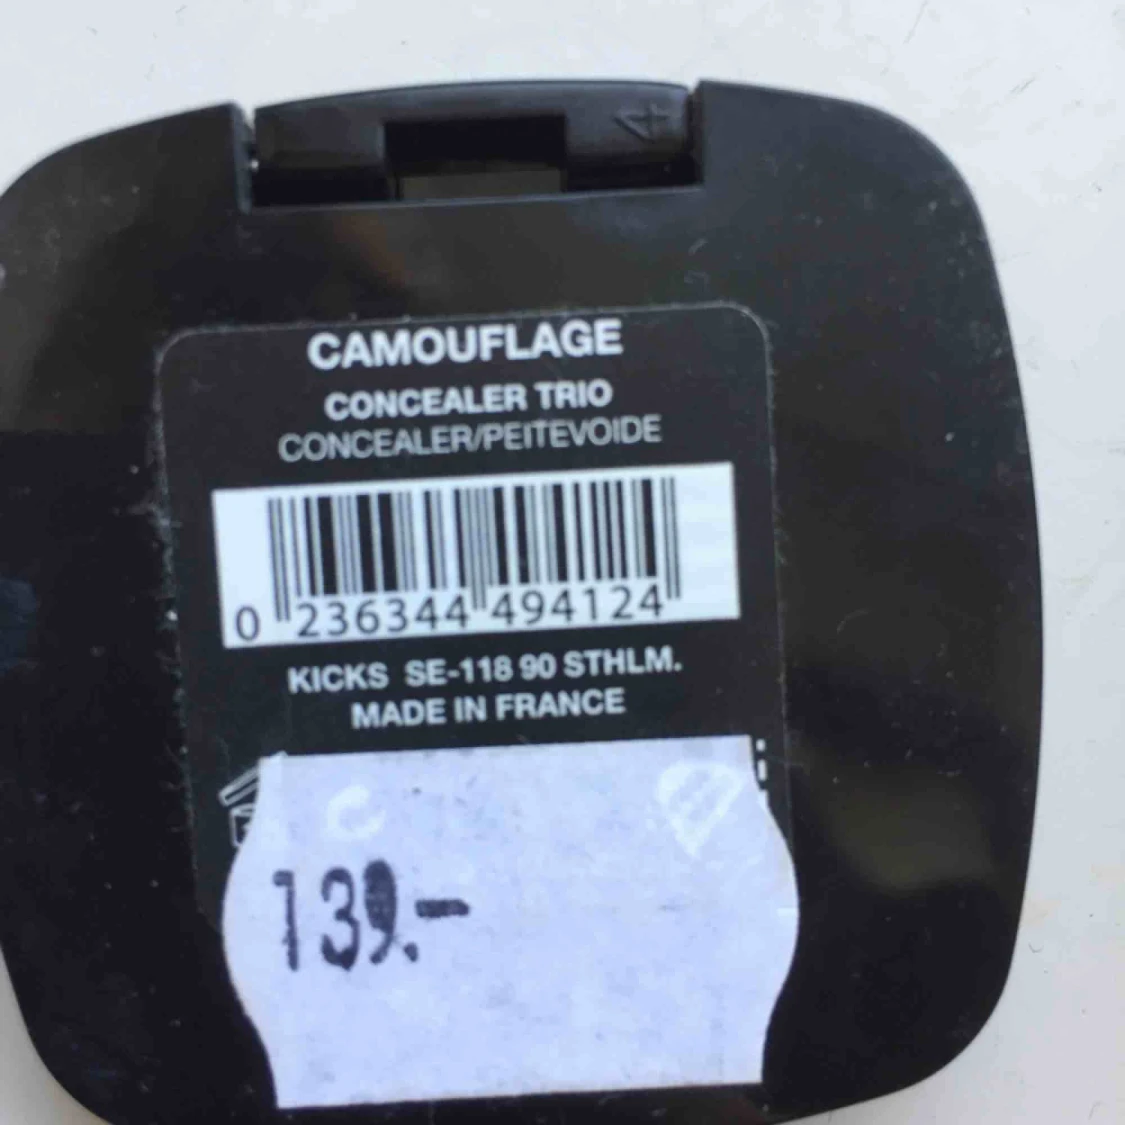 CAMOUFLAGE
CONCEALER TRIO
CONCEALER/PEITEVOIDE
0 236344 494124
KICKS SE-118 90 STHLM.
MADE IN FRANCE
139.-